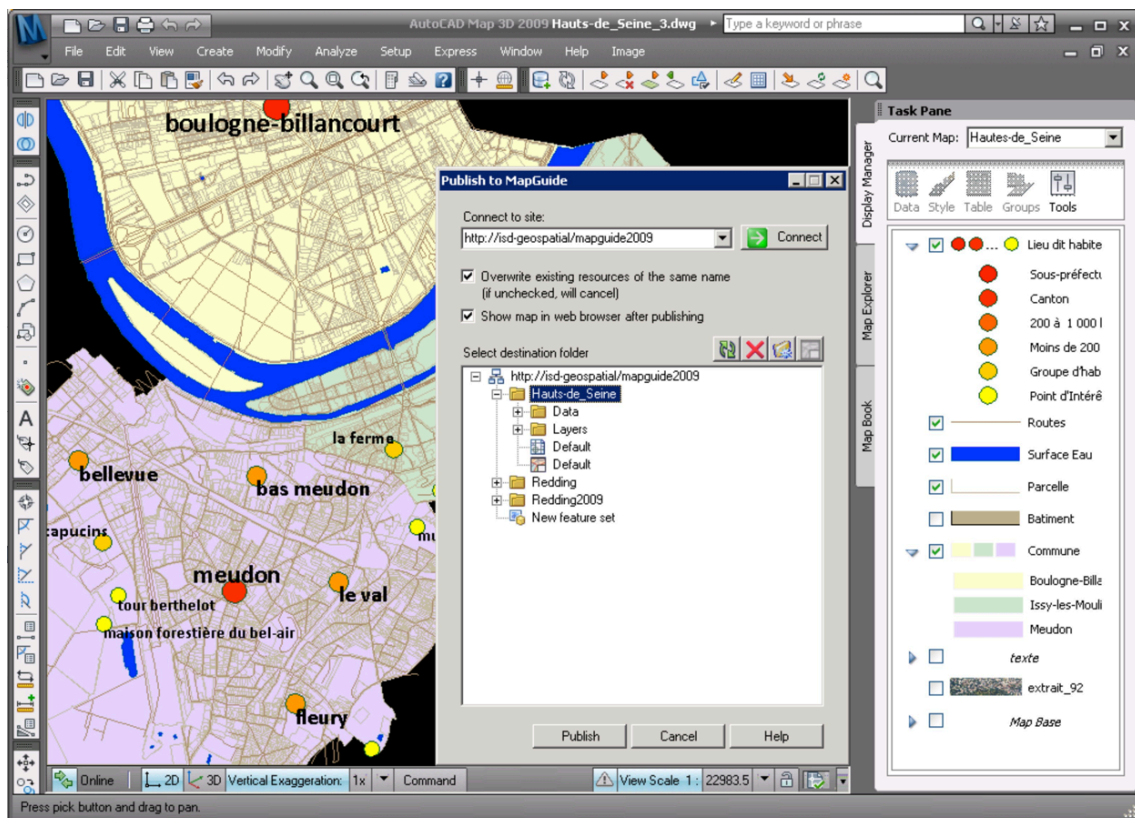 AutoCAD Map 3D 2009 Hauts-de_Seine_3.dwg
Type a keyword or phrase
File Edit View Create Modify Analyze Setup Express Window Help Image
boulogne-billancourt
la ferme
bellevue
bas meudon
capucins
mu
meudon
le val
tour berthelot
maison forestière du bel-air
fleury
Publish to MapGuide
Connect to site:
http://isd-geospatial/mapguide2009
Connect
Overwrite existing resources of the same name
(if unchecked, will cancel)
Show map in web browser after publishing
Select destination folder
http://isd-geospatial/mapguide2009
Hauts-de_Seine
Data
Layers
Default
Default
Redding
Redding2009
New feature set
Publish Cancel Help
Task Pane
Current Map: Hautes-de_Seine
Display Manager
Map Explorer
Map Book
Data Style Table Groups Tools
Lieu dit habite
Sous-préfectu
Canton
200 à 1 000 l
Moins de 200
Groupe d'hab
Point d'Intérê
Routes
Surface Eau
Parcelle
Batiment
Commune
Boulogne-Billa
Issy-les-Mouli
Meudon
texte
extrait_92
Map Base
Online 2D 3D Vertical Exaggeration: 1x Command
View Scale 1 : 22983.5
Press pick button and drag to pan.